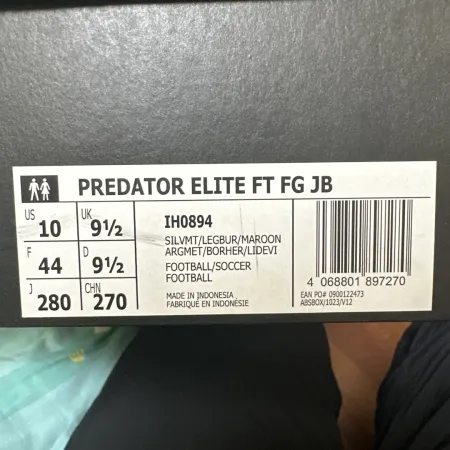 PREDATOR ELITE FT FG JB
US 10 UK 9½
F 44 D 9½
J 280 CHN 270
IH0894
SILVMT/LEGBUR/MAROON
ARGMET/BORHER/LIDEVI
FOOTBALL/SOCCER
FOOTBALL
MADE IN INDONESIA
FABRIQUÉ EN INDONÉSIE
4 068801 897270
EAN PO# 0900122473
ABSBOX/1023/V12